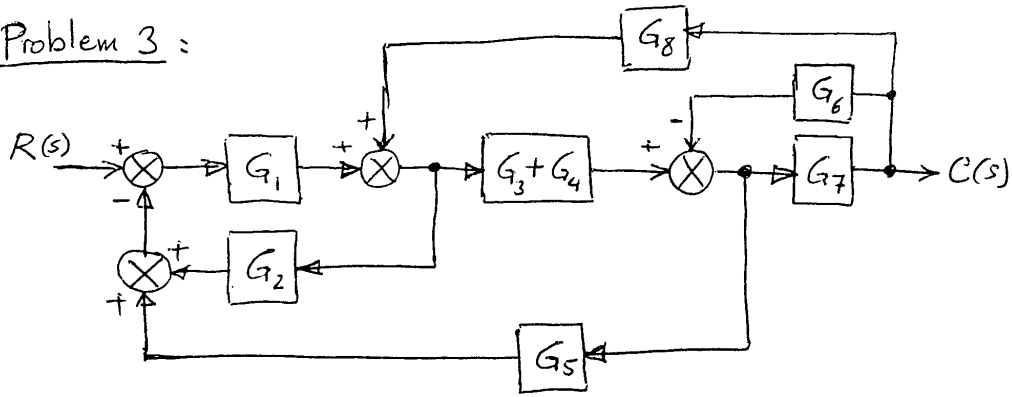 Problem 3 :
G₈
G₆
R(s) + G₁ + + G₃+G₄ + - G₇ C(s)
- + G₂
+
G₅